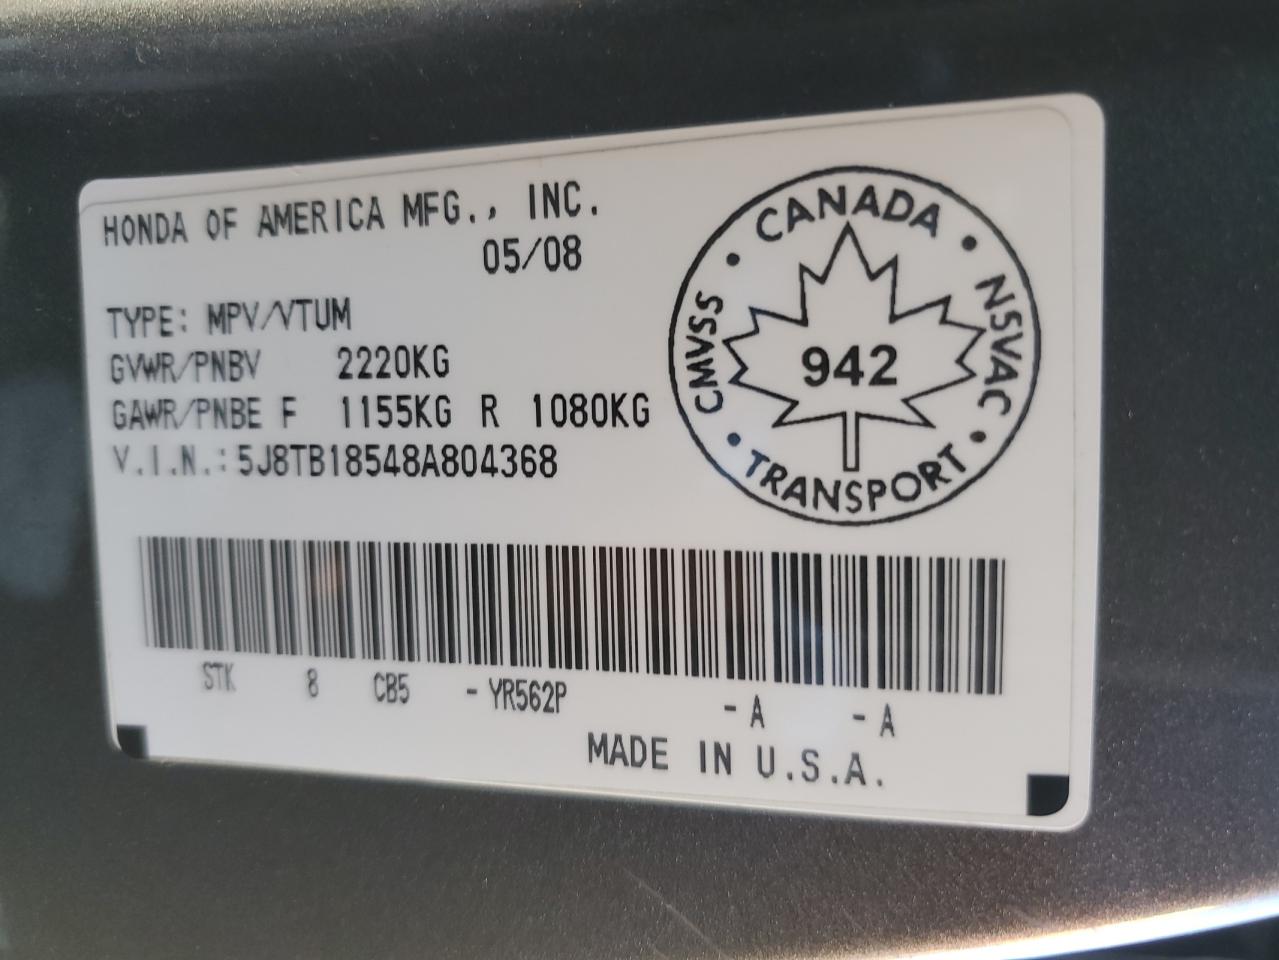 HONDA OF AMERICA MFG., INC.
05/08
TYPE: MPV/VTUM
GVWR/PNBV 2220KG
GAWR/PNBE F 1155KG R 1080KG
V.I.N.: 5J8TB18548A804368
CANADA • NSVAC • TRANSPORT • CMVSS •
942
STK 8 CB5 - YR562P - A - A
MADE IN U.S.A.